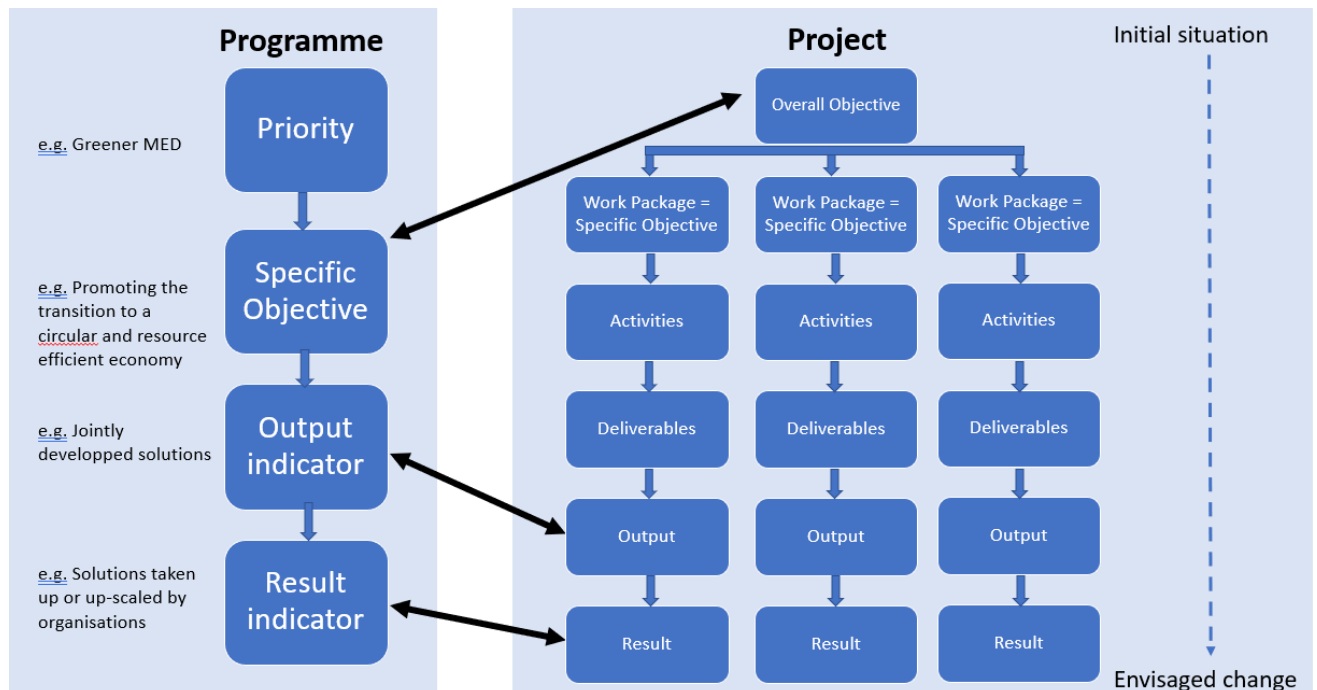 Programme
Priority
e.g. Greener MED
Specific
Objective
e.g. Promoting the
transition to a
circular and resource
efficient economy
Output
indicator
e.g. Jointly
developped solutions
Result
indicator
e.g. Solutions taken
up or up-scaled by
organisations
Project
Overall Objective
Work Package =
Specific Objective
Work Package =
Specific Objective
Work Package =
Specific Objective
Activities
Activities
Activities
Deliverables
Deliverables
Deliverables
Output
Output
Output
Result
Result
Result
Initial situation
Envisaged change